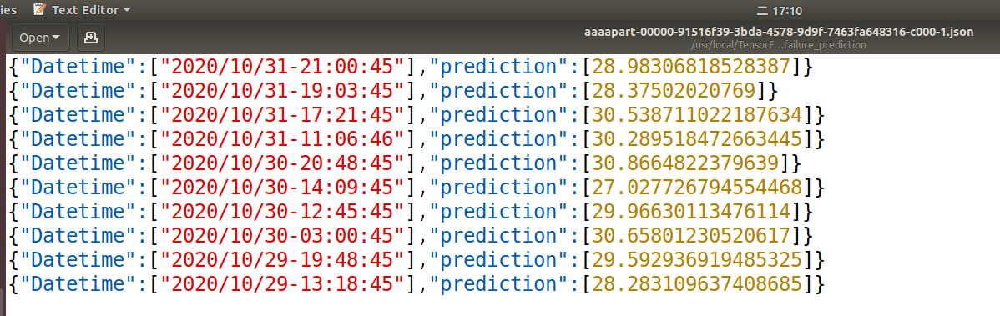 ies Text Editor 二 17:10
Open aaaapart-00000-91516f39-3bda-4578-9d9f-7463fa648316-c000-1.json
/usr/local/TensorF…failure_prediction
{"Datetime":["2020/10/31-21:00:45"],"prediction":[28.98306818528387]}
{"Datetime":["2020/10/31-19:03:45"],"prediction":[28.37502020769]}
{"Datetime":["2020/10/31-17:21:45"],"prediction":[30.538711022187634]}
{"Datetime":["2020/10/31-11:06:46"],"prediction":[30.289518472663445]}
{"Datetime":["2020/10/30-20:48:45"],"prediction":[30.8664822379639]}
{"Datetime":["2020/10/30-14:09:45"],"prediction":[27.027726794554468]}
{"Datetime":["2020/10/30-12:45:45"],"prediction":[29.96630113476114]}
{"Datetime":["2020/10/30-03:00:45"],"prediction":[30.65801230520617]}
{"Datetime":["2020/10/29-19:48:45"],"prediction":[29.592936919485325]}
{"Datetime":["2020/10/29-13:18:45"],"prediction":[28.283109637408685]}